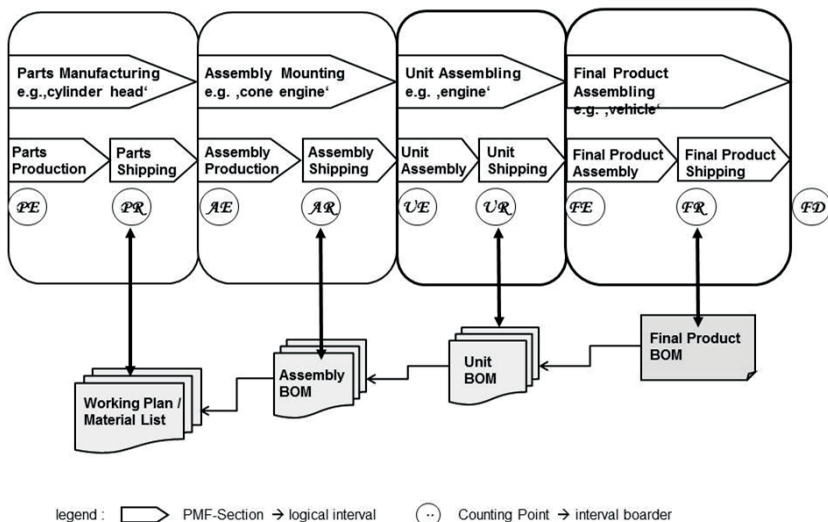 Parts Manufacturing
e.g.,cylinder head‘
Assembly Mounting
e.g. ‚cone engine‘
Unit Assembling
e.g. ‚engine‘
Final Product
Assembling
e.g. ‚vehicle‘
Parts
Production
Parts
Shipping
Assembly
Production
Assembly
Shipping
Unit
Assembly
Unit
Shipping
Final Product
Assembly
Final Product
Shipping
PE
PR
AE
AR
UE
UR
FE
FR
FD
Working Plan /
Material List
Assembly
BOM
Unit
BOM
Final Product
BOM
legend : PMF-Section → logical interval .. Counting Point → interval boarder